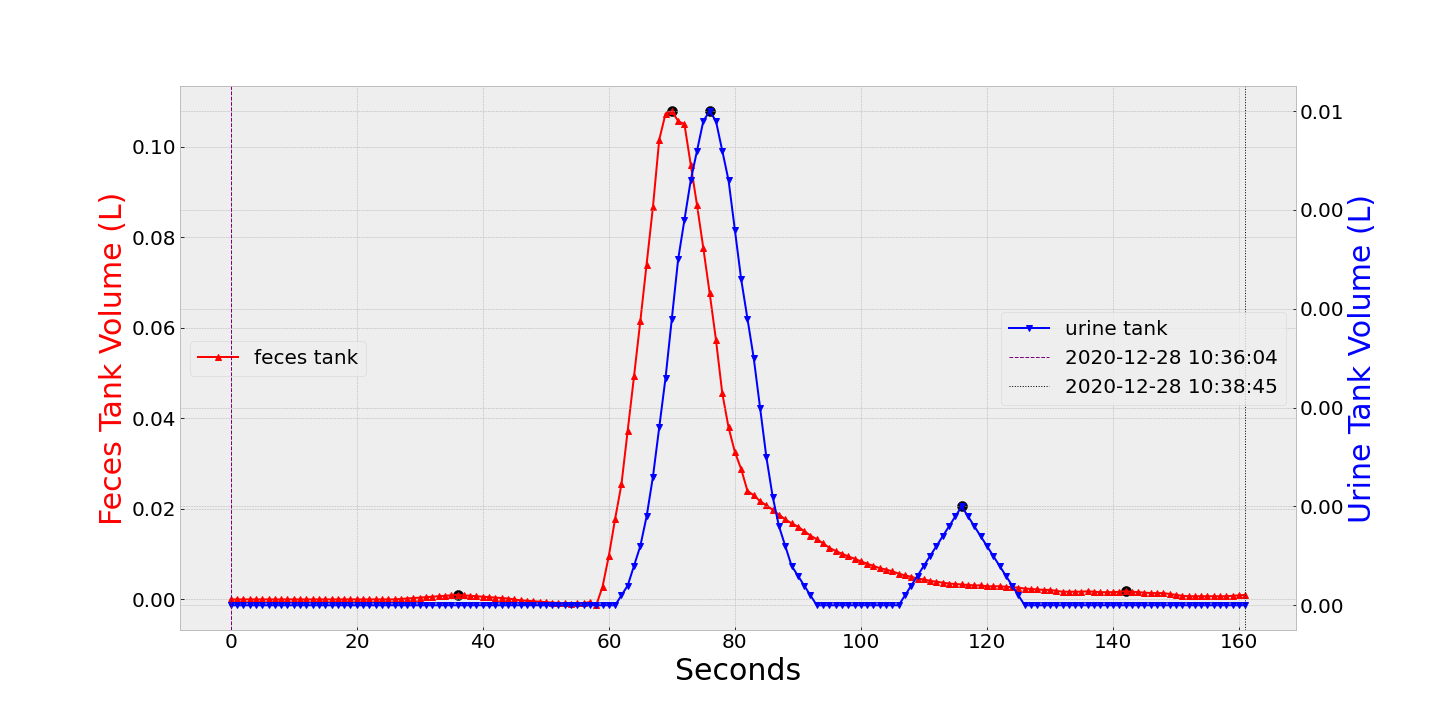 Feces Tank Volume (L)
0.10
0.08
0.06
0.04
0.02
0.00
feces tank
urine tank
2020-12-28 10:36:04
2020-12-28 10:38:45
0.01
0.00
0.00
0.00
0.00
0.00
Urine Tank Volume (L)
0 20 40 60 80 100 120 140 160
Seconds